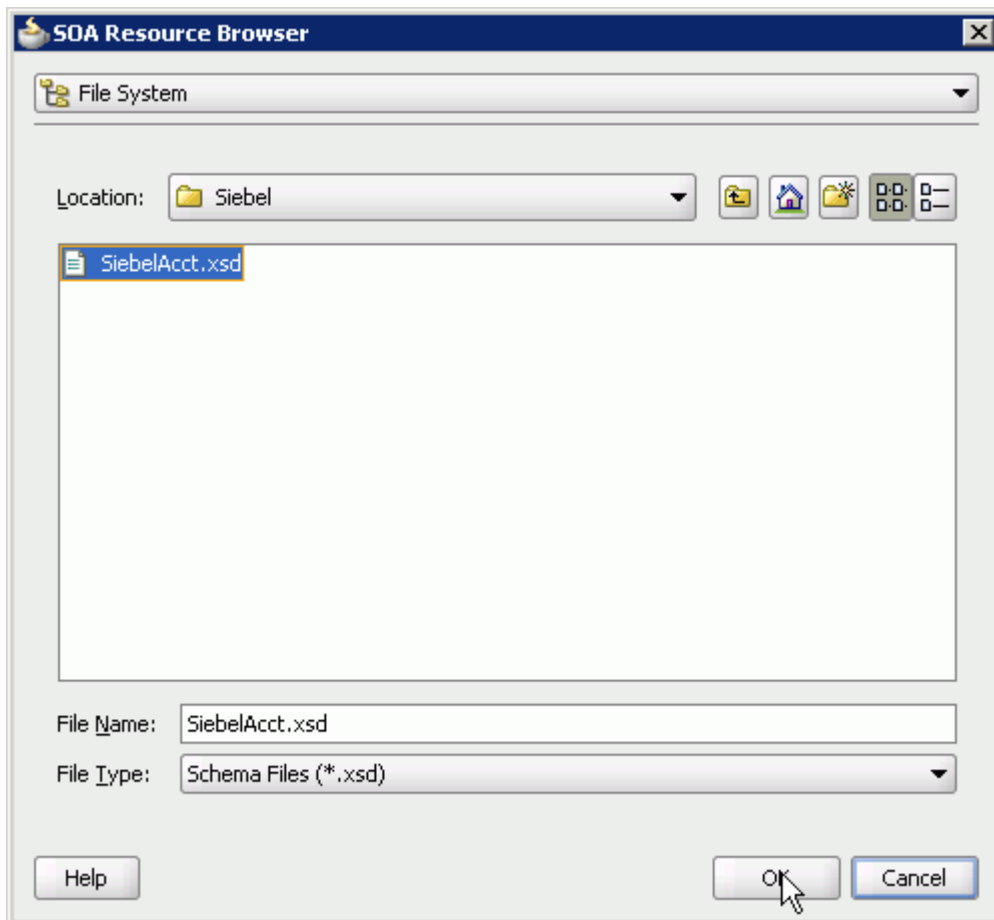 SOA Resource Browser
File System
Location: Siebel
SiebelAcct.xsd
File Name: SiebelAcct.xsd
File Type: Schema Files (*.xsd)
Help OK Cancel